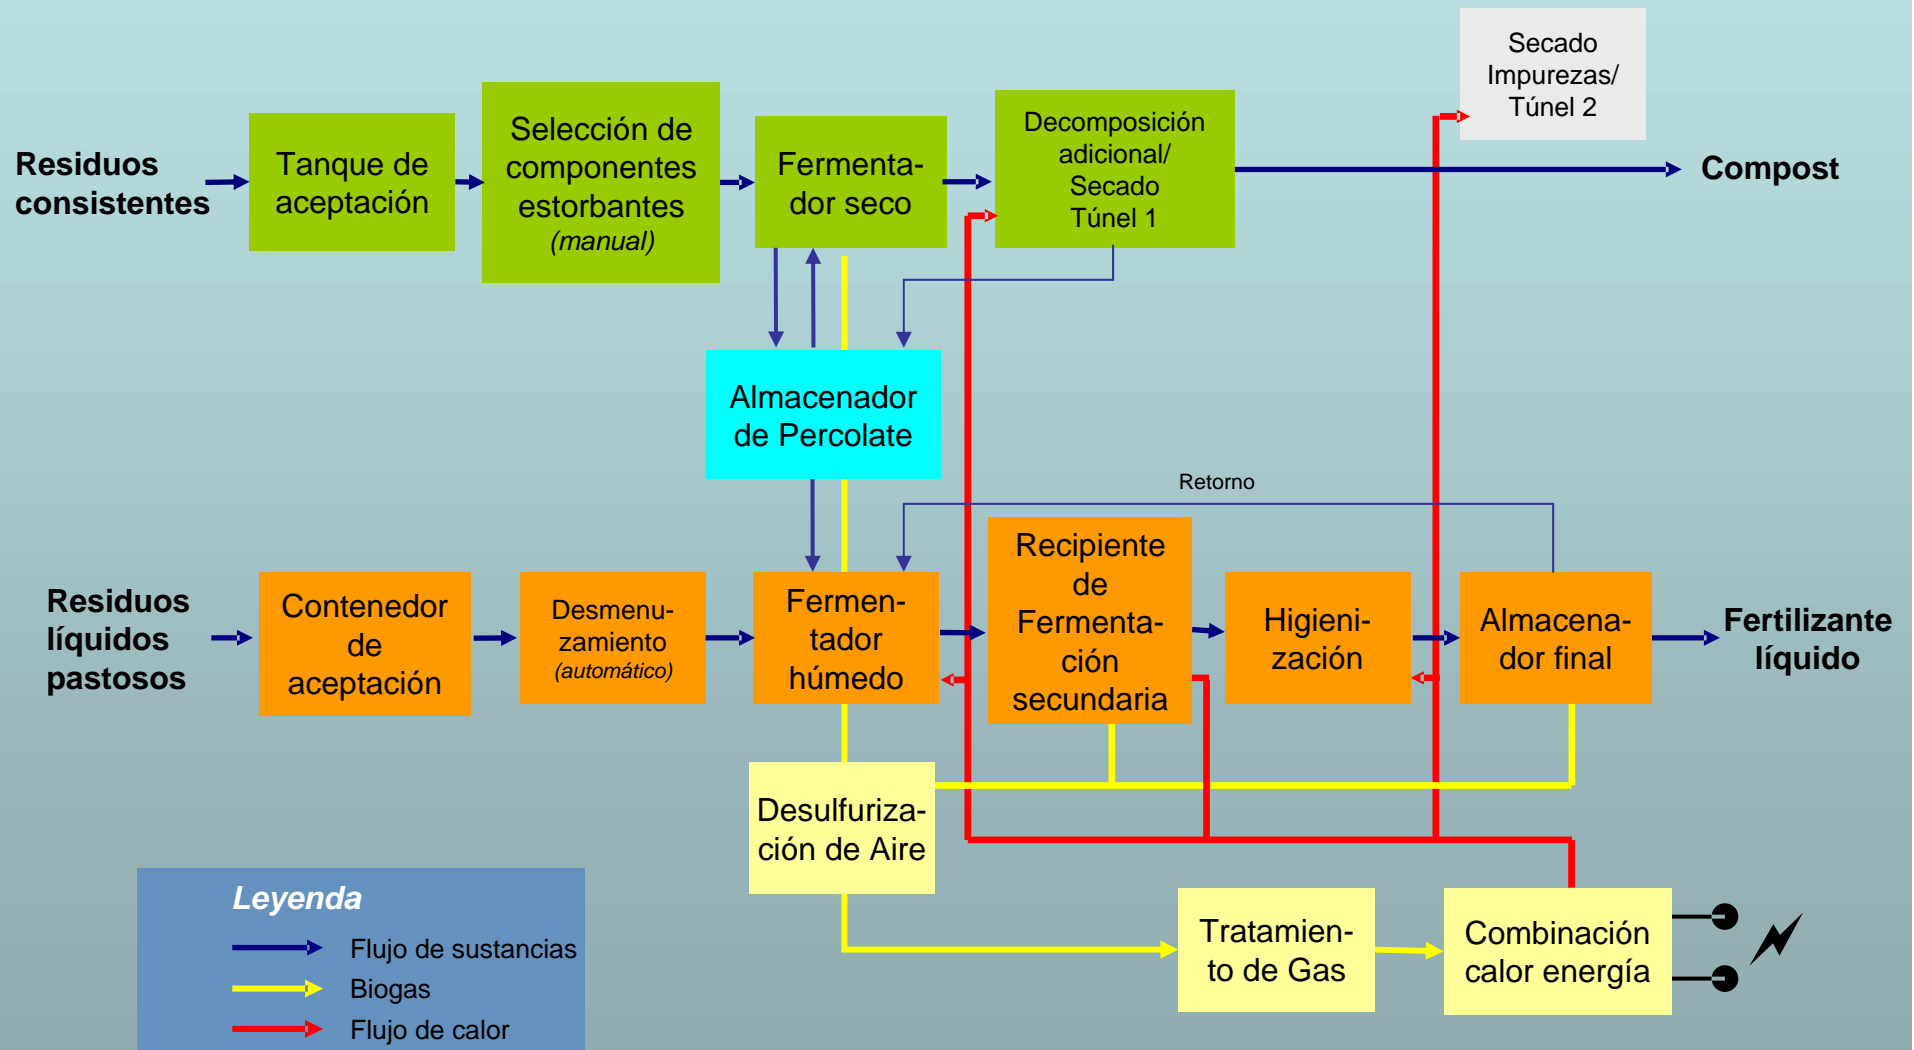 Secado
Impurezas/
Túnel 2
Residuos
consistentes
Tanque de
aceptación
Selección de
componentes
estorbantes
(manual)
Fermenta-
dor seco
Decomposición
adicional/
Secado
Túnel 1
Compost
Almacenador
de Percolate
Retorno
Residuos
líquidos
pastosos
Contenedor
de
aceptación
Desmenu-
zamiento
(automático)
Fermen-
tador
húmedo
Recipiente
de
Fermenta-
ción
secundaria
Higieni-
zación
Almacena-
dor final
Fertilizante
líquido
Desulfuriza-
ción de Aire
Tratamien-
to de Gas
Combinación
calor energía
Leyenda
Flujo de sustancias
Biogas
Flujo de calor